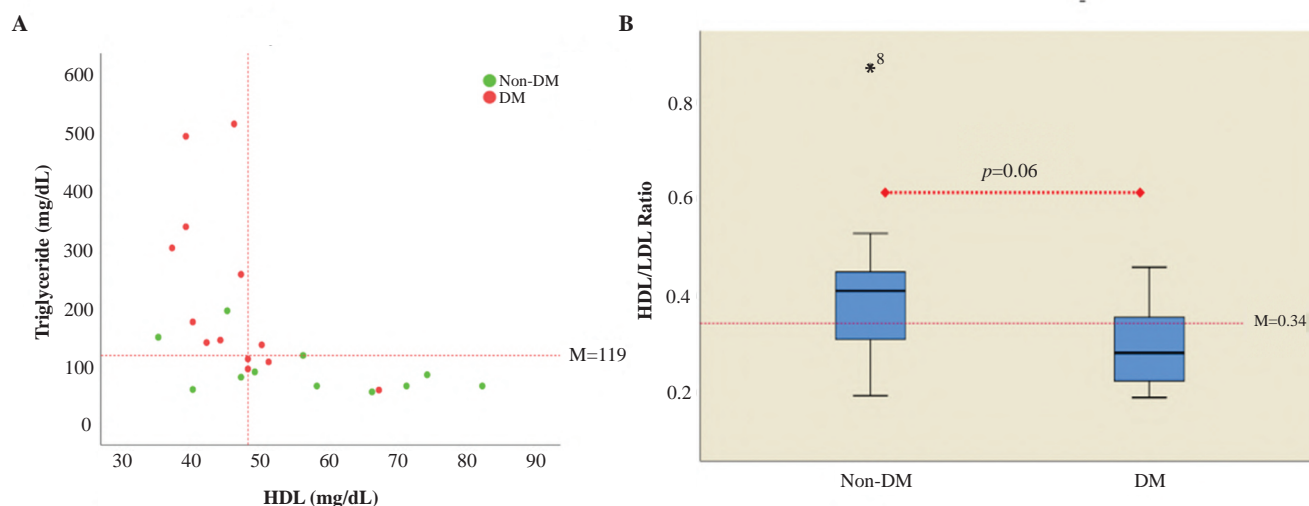 A
600
500
400
300
200
100
0
Triglyceride (mg/dL)
Non-DM
DM
M=119
30 40 50 60 70 80 90
HDL (mg/dL)
B
*8
p=0.06
0.8
0.6
0.4
0.2
HDL/LDL Ratio
M=0.34
Non-DM DM